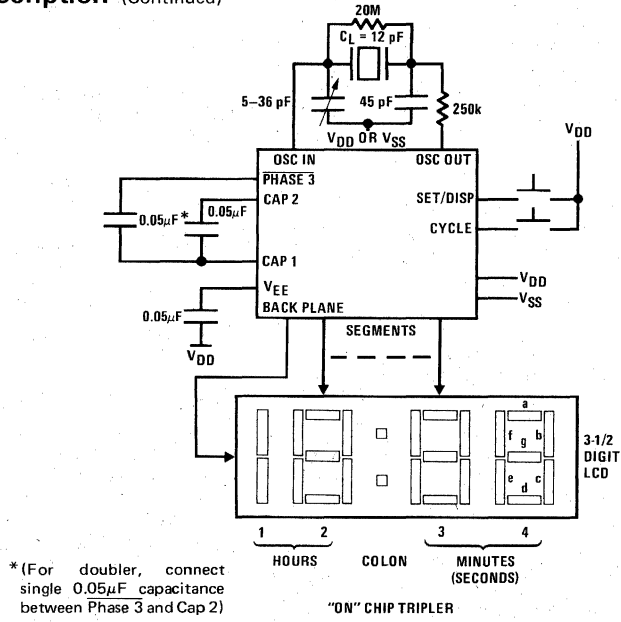 scription (Continued)
20M
C_L = 12 pF
5–36 pF
45 pF
250k
V_DD OR V_SS
V_DD
OSC IN
OSC OUT
PHASE 3
SET/DISP
0.05µF*
0.05µF
CAP 2
CYCLE
CAP 1
V_DD
V_EE
V_SS
0.05µF
BACK PLANE
SEGMENTS
V_DD
a
f
g
b
e
d
c
3-1/2
DIGIT
LCD
1
2
3
4
HOURS
COLON
MINUTES
(SECONDS)
*(For doubler, connect
single 0.05µF capacitance
between Phase 3 and Cap 2)
"ON" CHIP TRIPLER